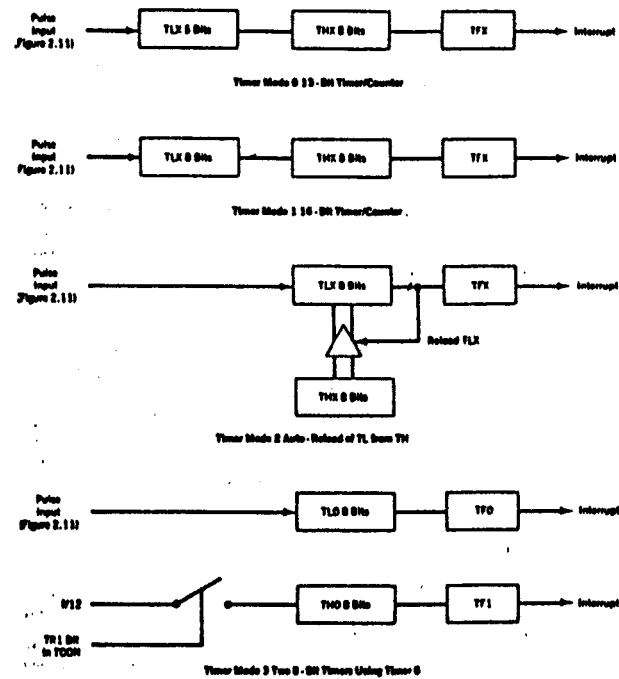 Pulse
Input
(Figure 2.11)
TLX 5 Bits
THX 8 Bits
TFX
Interrupt
Timer Mode 0 13-Bit Timer/Counter
Pulse
Input
(Figure 2.11)
TLX 8 Bits
THX 8 Bits
TFX
Interrupt
Timer Mode 1 16-Bit Timer/Counter
Pulse
Input
(Figure 2.11)
TLX 8 Bits
TFX
Interrupt
Reload TLX
THX 8 Bits
Timer Mode 2 Auto-Reload of TL from TH
Pulse
Input
(Figure 2.11)
TL0 8 Bits
TF0
Interrupt
f/12
TH0 8 Bits
TF1
Interrupt
TR1 Bit
In TCON
Timer Mode 3 Two 8-Bit Timers Using Timer 0